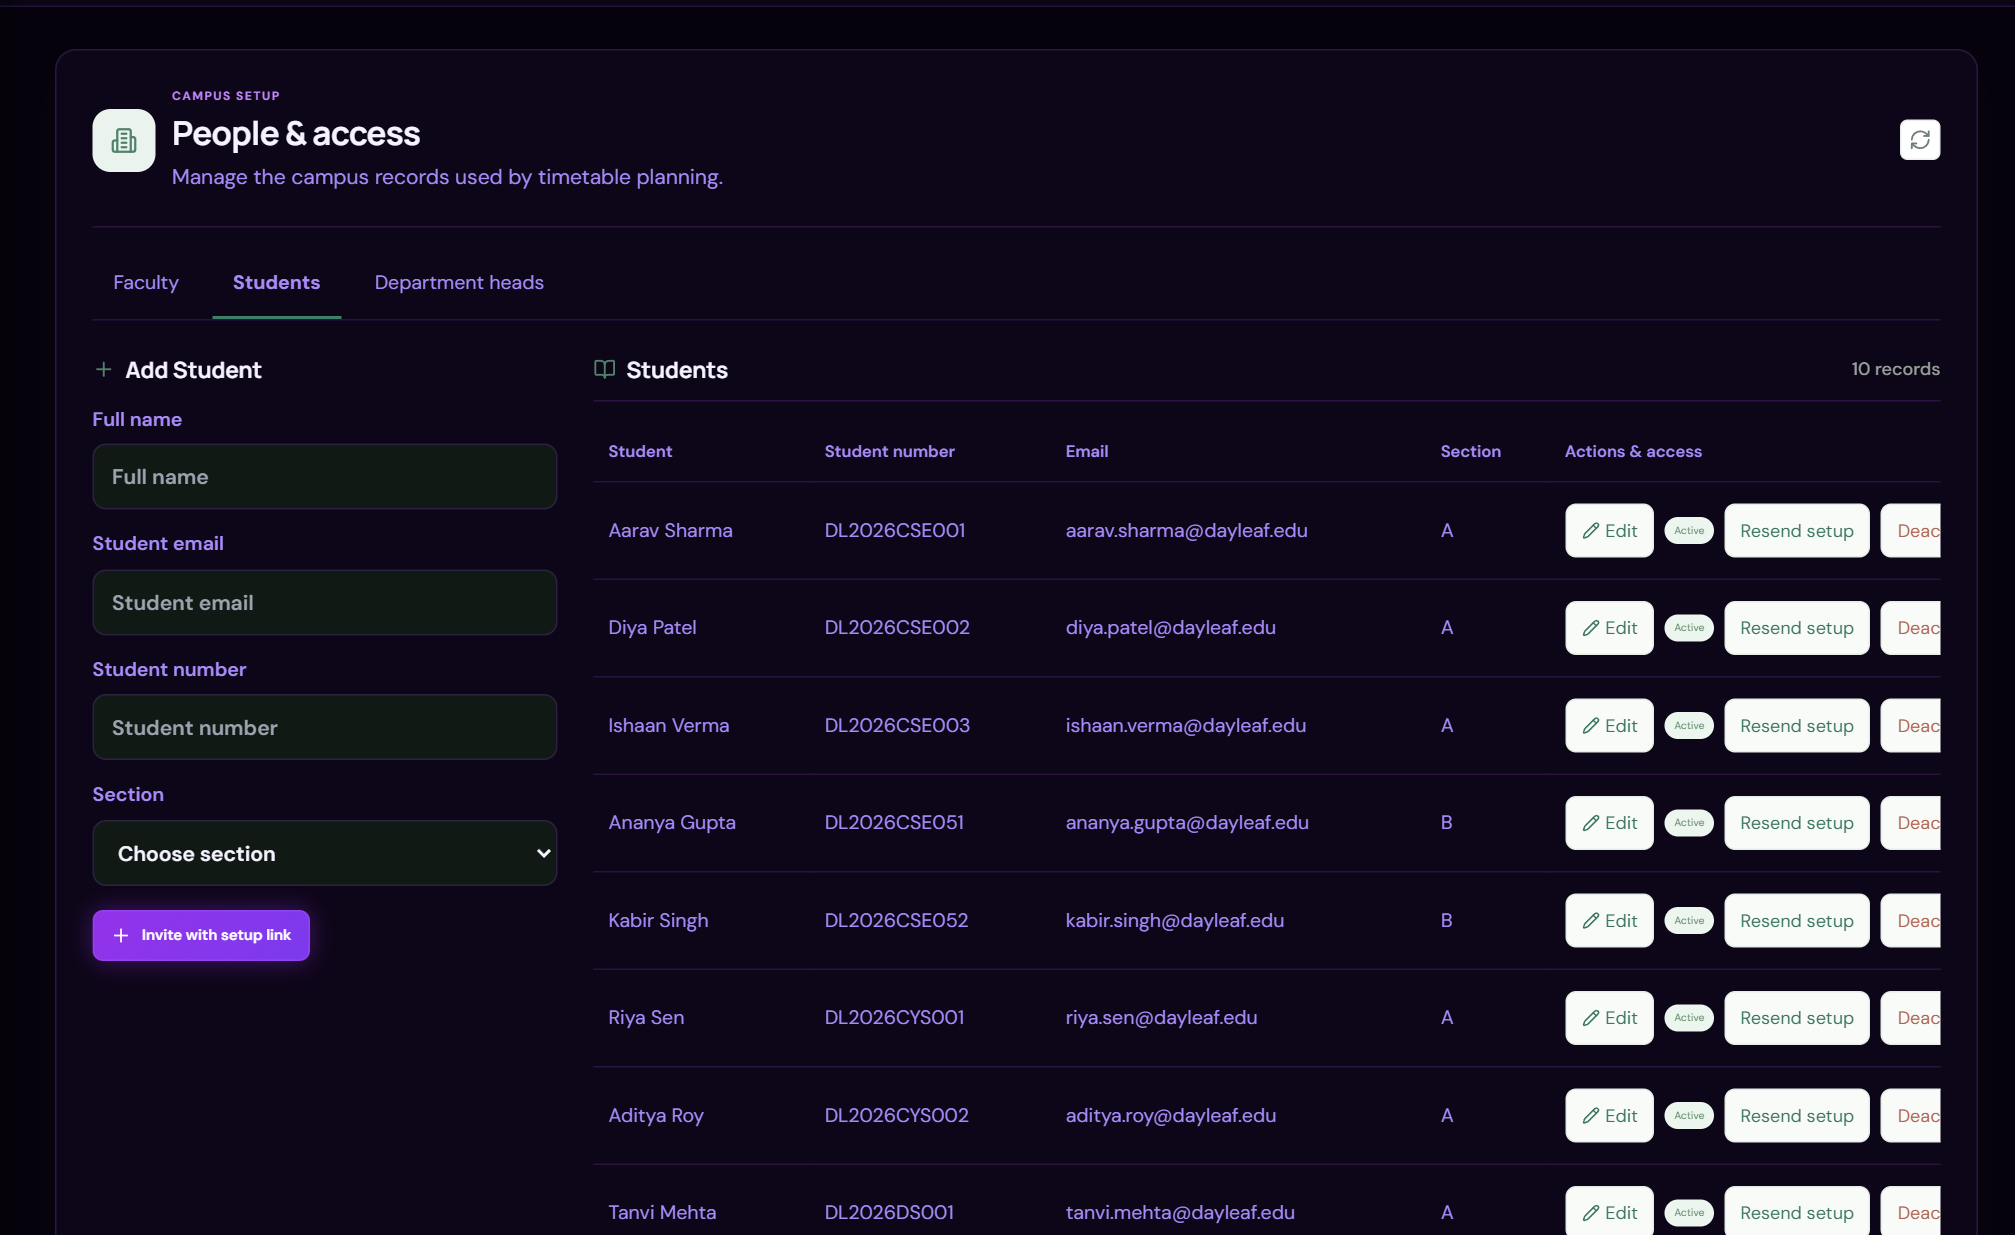 CAMPUS SETUP
People & access
Manage the campus records used by timetable planning.
Faculty Students Department heads
Add Student
Full name
Full name
Student email
Student email
Student number
Student number
Section
Choose section
Invite with setup link
Students 10 records
Student Student number Email Section Actions & access
Aarav Sharma DL2026CSE001 aarav.sharma@dayleaf.edu A Edit Active Resend setup Deac
Diya Patel DL2026CSE002 diya.patel@dayleaf.edu A Edit Active Resend setup Deac
Ishaan Verma DL2026CSE003 ishaan.verma@dayleaf.edu A Edit Active Resend setup Deac
Ananya Gupta DL2026CSE051 ananya.gupta@dayleaf.edu B Edit Active Resend setup Deac
Kabir Singh DL2026CSE052 kabir.singh@dayleaf.edu B Edit Active Resend setup Deac
Riya Sen DL2026CYS001 riya.sen@dayleaf.edu A Edit Active Resend setup Deac
Aditya Roy DL2026CYS002 aditya.roy@dayleaf.edu A Edit Active Resend setup Deac
Tanvi Mehta DL2026DS001 tanvi.mehta@dayleaf.edu A Edit Active Resend setup Deac